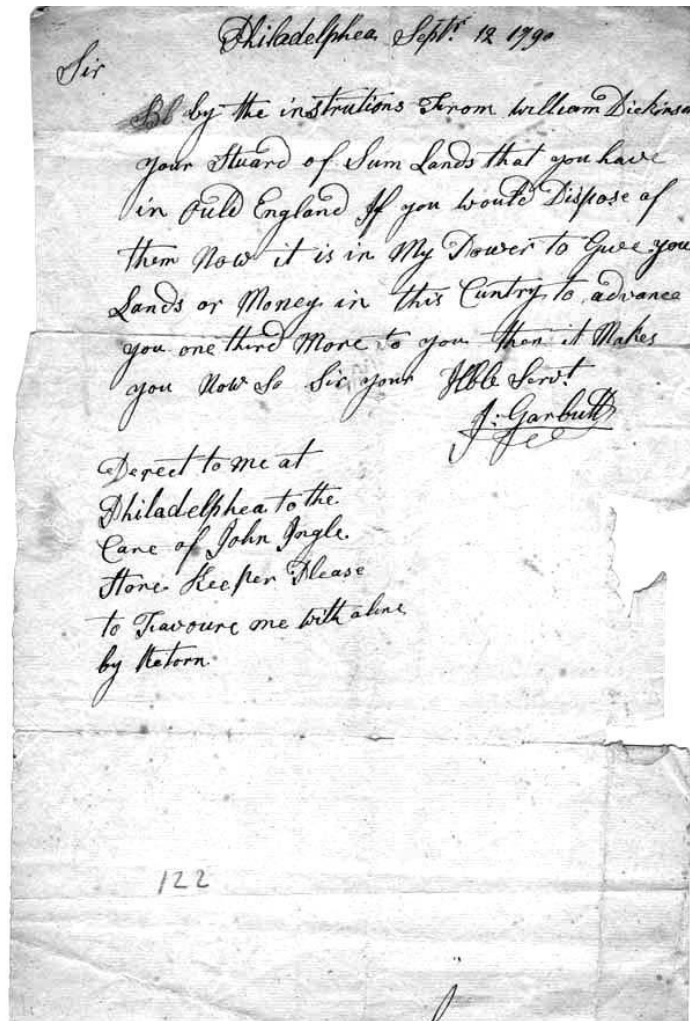 Philadelphea Septr 12 1790
Sir
by the instrutions From william Dickinson
your Stuard of Sum Lands that you have
in Ould England If you would Dispose of
them Now it is in My Power to Give you
Lands or Money in this Cuntry to advance
you one third More to you then it Makes
you Now So Sir your Hble Servt
J: Garbutt
Derect to me at
Philadelphea to the
Care of John Ingle
Store Keeper Please
to Favoure me with a line
by Retorn
122